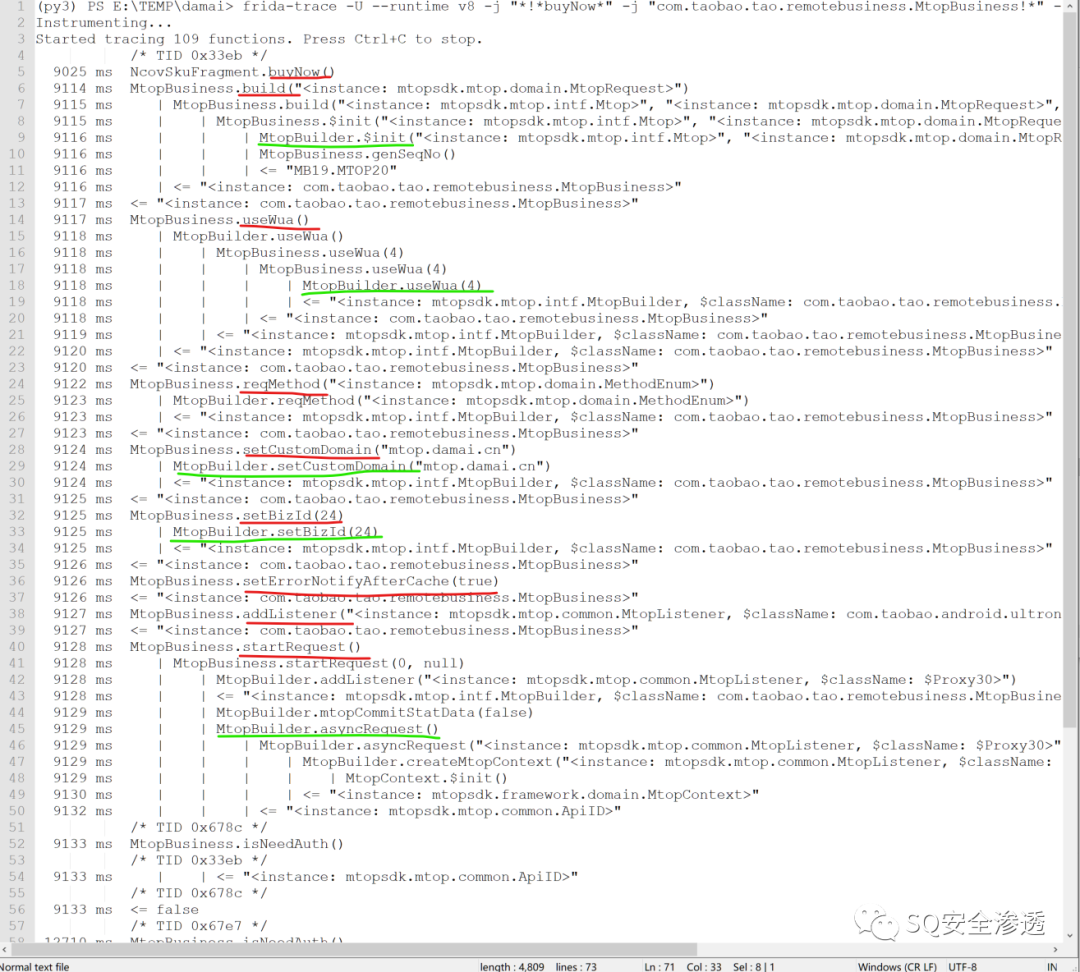 1 (py3) PS E:\TEMP\damai> frida-trace -U --runtime v8 -j "*!*buyNow*" -j "com.taobao.tao.remotebusiness.MtopBusiness!*" -
2 Instrumenting...
3 Started tracing 109 functions. Press Ctrl+C to stop.
4 /* TID 0x33eb */
5 9025 ms NcovSkuFragment.buyNow()
6 9114 ms MtopBusiness.build("<instance: mtopsdk.mtop.domain.MtopRequest>")
7 9115 ms | MtopBusiness.build("<instance: mtopsdk.mtop.intf.Mtop>", "<instance: mtopsdk.mtop.domain.MtopRequest>",
8 9115 ms | | MtopBusiness.$init("<instance: mtopsdk.mtop.intf.Mtop>", "<instance: mtopsdk.mtop.domain.MtopReque
9 9116 ms | | | MtopBuilder.$init("<instance: mtopsdk.mtop.intf.Mtop>", "<instance: mtopsdk.mtop.domain.MtopR
10 9116 ms | | | MtopBusiness.genSeqNo()
11 9116 ms | | | <= "MB19.MTOP20"
12 9116 ms | <= "<instance: com.taobao.tao.remotebusiness.MtopBusiness>"
13 9117 ms <= "<instance: com.taobao.tao.remotebusiness.MtopBusiness>"
14 9117 ms MtopBusiness.useWua()
15 9118 ms | MtopBuilder.useWua()
16 9118 ms | | MtopBusiness.useWua(4)
17 9118 ms | | | MtopBusiness.useWua(4)
18 9118 ms | | | | MtopBuilder.useWua(4)
19 9118 ms | | | | <= "<instance: mtopsdk.mtop.intf.MtopBuilder, $className: com.taobao.tao.remotebusiness.
20 9118 ms | | | <= "<instance: com.taobao.tao.remotebusiness.MtopBusiness>"
21 9119 ms | | <= "<instance: mtopsdk.mtop.intf.MtopBuilder, $className: com.taobao.tao.remotebusiness.MtopBusine
22 9120 ms | <= "<instance: mtopsdk.mtop.intf.MtopBuilder, $className: com.taobao.tao.remotebusiness.MtopBusiness>"
23 9120 ms <= "<instance: com.taobao.tao.remotebusiness.MtopBusiness>"
24 9122 ms MtopBusiness.reqMethod("<instance: mtopsdk.mtop.domain.MethodEnum>")
25 9123 ms | MtopBuilder.reqMethod("<instance: mtopsdk.mtop.domain.MethodEnum>")
26 9123 ms | <= "<instance: mtopsdk.mtop.intf.MtopBuilder, $className: com.taobao.tao.remotebusiness.MtopBusiness>"
27 9123 ms <= "<instance: com.taobao.tao.remotebusiness.MtopBusiness>"
28 9124 ms MtopBusiness.setCustomDomain("mtop.damai.cn")
29 9124 ms | MtopBuilder.setCustomDomain("mtop.damai.cn")
30 9124 ms | <= "<instance: mtopsdk.mtop.intf.MtopBuilder, $className: com.taobao.tao.remotebusiness.MtopBusiness>"
31 9125 ms <= "<instance: com.taobao.tao.remotebusiness.MtopBusiness>"
32 9125 ms MtopBusiness.setBizId(24)
33 9125 ms | MtopBuilder.setBizId(24)
34 9125 ms | <= "<instance: mtopsdk.mtop.intf.MtopBuilder, $className: com.taobao.tao.remotebusiness.MtopBusiness>"
35 9126 ms <= "<instance: com.taobao.tao.remotebusiness.MtopBusiness>"
36 9126 ms MtopBusiness.setErrorNotifyAfterCache(true)
37 9126 ms <= "<instance: com.taobao.tao.remotebusiness.MtopBusiness>"
38 9127 ms MtopBusiness.addListener("<instance: mtopsdk.mtop.common.MtopListener, $className: com.taobao.android.ultron
39 9127 ms <= "<instance: com.taobao.tao.remotebusiness.MtopBusiness>"
40 9128 ms MtopBusiness.startRequest()
41 9128 ms | MtopBusiness.startRequest(0, null)
42 9128 ms | | MtopBuilder.addListener("<instance: mtopsdk.mtop.common.MtopListener, $className: $Proxy30>")
43 9128 ms | | <= "<instance: mtopsdk.mtop.intf.MtopBuilder, $className: com.taobao.tao.remotebusiness.MtopBusine
44 9129 ms | | MtopBuilder.mtopCommitStatData(false)
45 9129 ms | | MtopBuilder.asyncRequest()
46 9129 ms | | | MtopBuilder.asyncRequest("<instance: mtopsdk.mtop.common.MtopListener, $className: $Proxy30>"
47 9129 ms | | | | MtopBuilder.createMtopContext("<instance: mtopsdk.mtop.common.MtopListener, $className:
48 9129 ms | | | | | MtopContext.$init()
49 9130 ms | | | | <= "<instance: mtopsdk.framework.domain.MtopContext>"
50 9132 ms | | | <= "<instance: mtopsdk.mtop.common.ApiID>"
51 /* TID 0x678c */
52 9133 ms MtopBusiness.isNeedAuth()
53 /* TID 0x33eb */
54 9133 ms | | <= "<instance: mtopsdk.mtop.common.ApiID>"
55 /* TID 0x678c */
56 9133 ms <= false
57 /* TID 0x67e7 */
58 12710 ms MtopBusiness.isNeedAuth()
SQ安全渗透
Normal text file length : 4,809 lines : 73 Ln : 71 Col : 33 Sel : 8 | 1 Windows (CR LF) UTF-8 IN